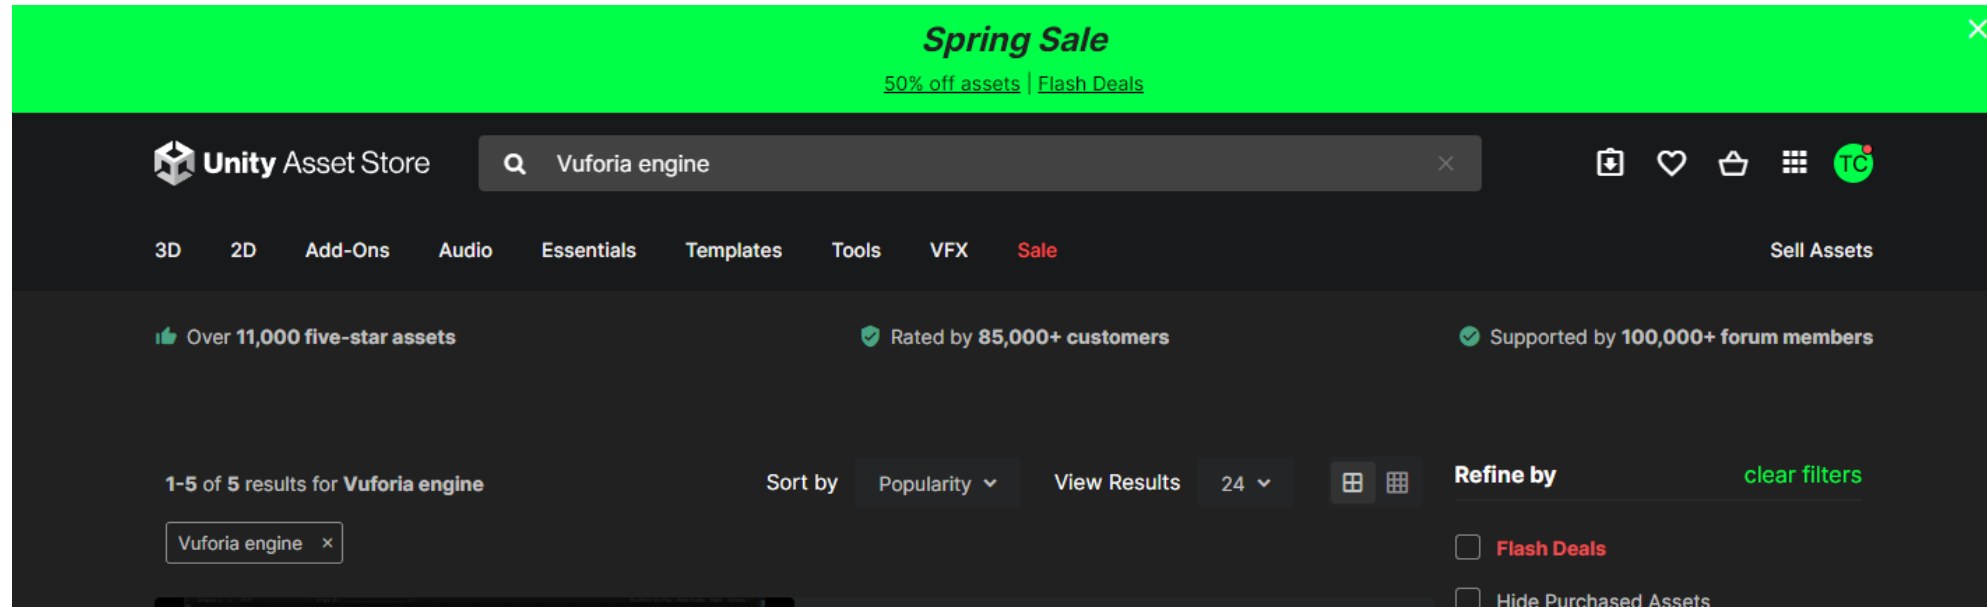 Spring Sale
50% off assets | Flash Deals
Unity Asset Store
Vuforia engine
TC
3D 2D Add-Ons Audio Essentials Templates Tools VFX Sale Sell Assets
Over 11,000 five-star assets Rated by 85,000+ customers Supported by 100,000+ forum members
1-5 of 5 results for Vuforia engine Sort by Popularity View Results 24 Refine by clear filters
Vuforia engine ×
Flash Deals
Hide Purchased Assets